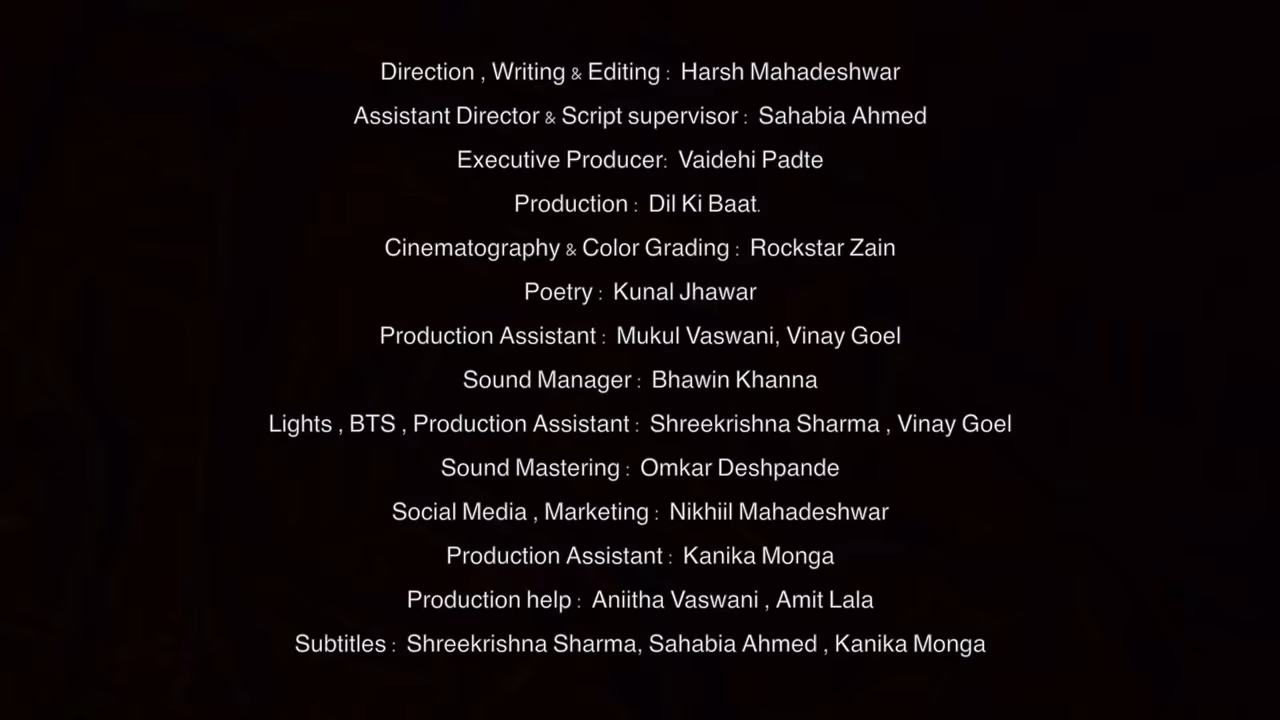 Direction , Writing & Editing : Harsh Mahadeshwar
Assistant Director & Script supervisor : Sahabia Ahmed
Executive Producer: Vaidehi Padte
Production : Dil Ki Baat.
Cinematography & Color Grading : Rockstar Zain
Poetry : Kunal Jhawar
Production Assistant : Mukul Vaswani, Vinay Goel
Sound Manager : Bhawin Khanna
Lights , BTS , Production Assistant : Shreekrishna Sharma , Vinay Goel
Sound Mastering : Omkar Deshpande
Social Media , Marketing : Nikhiil Mahadeshwar
Production Assistant : Kanika Monga
Production help : Aniitha Vaswani , Amit Lala
Subtitles : Shreekrishna Sharma, Sahabia Ahmed , Kanika Monga